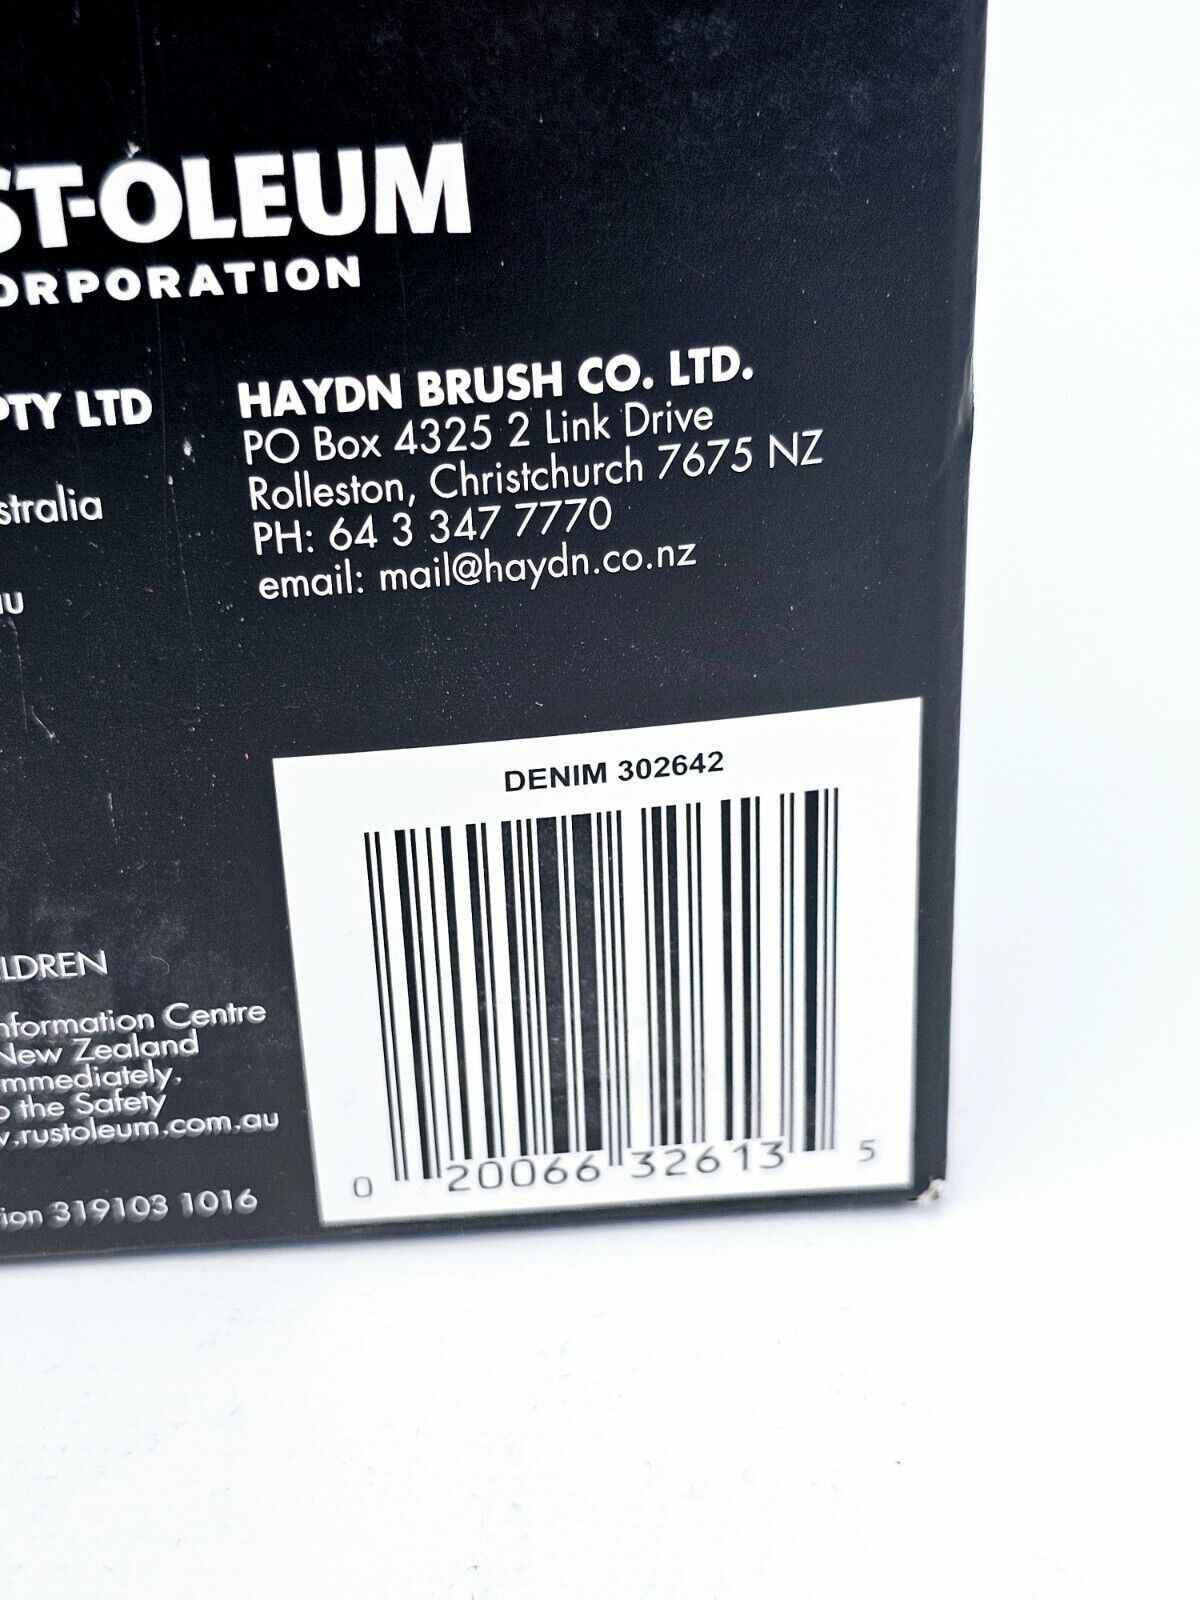 ST-OLEUM
ORPORATION
PTY LTD
stralia
au
HAYDN BRUSH CO. LTD.
PO Box 4325 2 Link Drive
Rolleston, Christchurch 7675 NZ
PH: 64 3 347 7770
email: mail@haydn.co.nz
DENIM 302642
0 20066 32613 5
LDREN
nformation Centre
New Zealand
mmediately.
o the Safety
w.rustoleum.com.au
ion 319103 1016